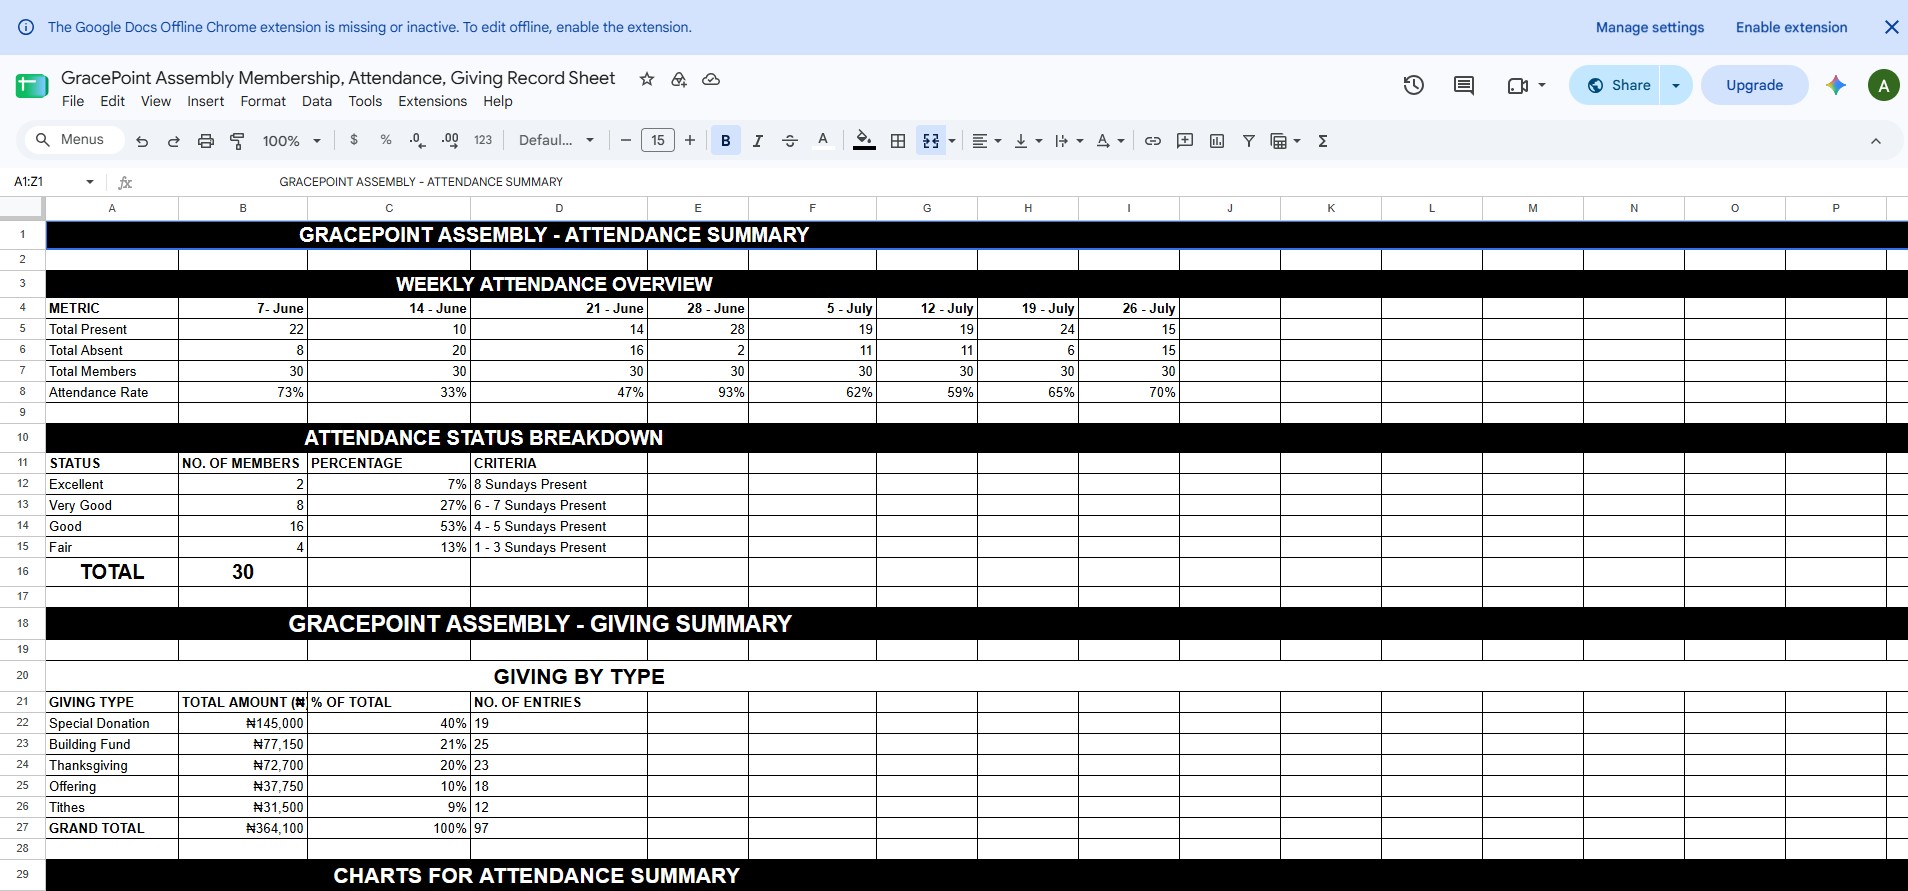 The Google Docs Offline Chrome extension is missing or inactive. To edit offline, enable the extension. Manage settings Enable extension
GracePoint Assembly Membership, Attendance, Giving Record Sheet
File Edit View Insert Format Data Tools Extensions Help
Share Upgrade A
Menus 100% $ % .0 .00 123 Defaul... 15 B I A
A1:Z1 fx GRACEPOINT ASSEMBLY - ATTENDANCE SUMMARY
A B C D E F G H I J K L M N O P
1 GRACEPOINT ASSEMBLY - ATTENDANCE SUMMARY
2
3 WEEKLY ATTENDANCE OVERVIEW
4 METRIC 7- June 14 - June 21 - June 28 - June 5 - July 12 - July 19 - July 26 - July
5 Total Present 22 10 14 28 19 19 24 15
6 Total Absent 8 20 16 2 11 11 6 15
7 Total Members 30 30 30 30 30 30 30 30
8 Attendance Rate 73% 33% 47% 93% 62% 59% 65% 70%
9
10 ATTENDANCE STATUS BREAKDOWN
11 STATUS NO. OF MEMBERS PERCENTAGE CRITERIA
12 Excellent 2 7% 8 Sundays Present
13 Very Good 8 27% 6 - 7 Sundays Present
14 Good 16 53% 4 - 5 Sundays Present
15 Fair 4 13% 1 - 3 Sundays Present
16 TOTAL 30
17
18 GRACEPOINT ASSEMBLY - GIVING SUMMARY
19
20 GIVING BY TYPE
21 GIVING TYPE TOTAL AMOUNT (₦ % OF TOTAL NO. OF ENTRIES
22 Special Donation ₦145,000 40% 19
23 Building Fund ₦77,150 21% 25
24 Thanksgiving ₦72,700 20% 23
25 Offering ₦37,750 10% 18
26 Tithes ₦31,500 9% 12
27 GRAND TOTAL ₦364,100 100% 97
28
29 CHARTS FOR ATTENDANCE SUMMARY